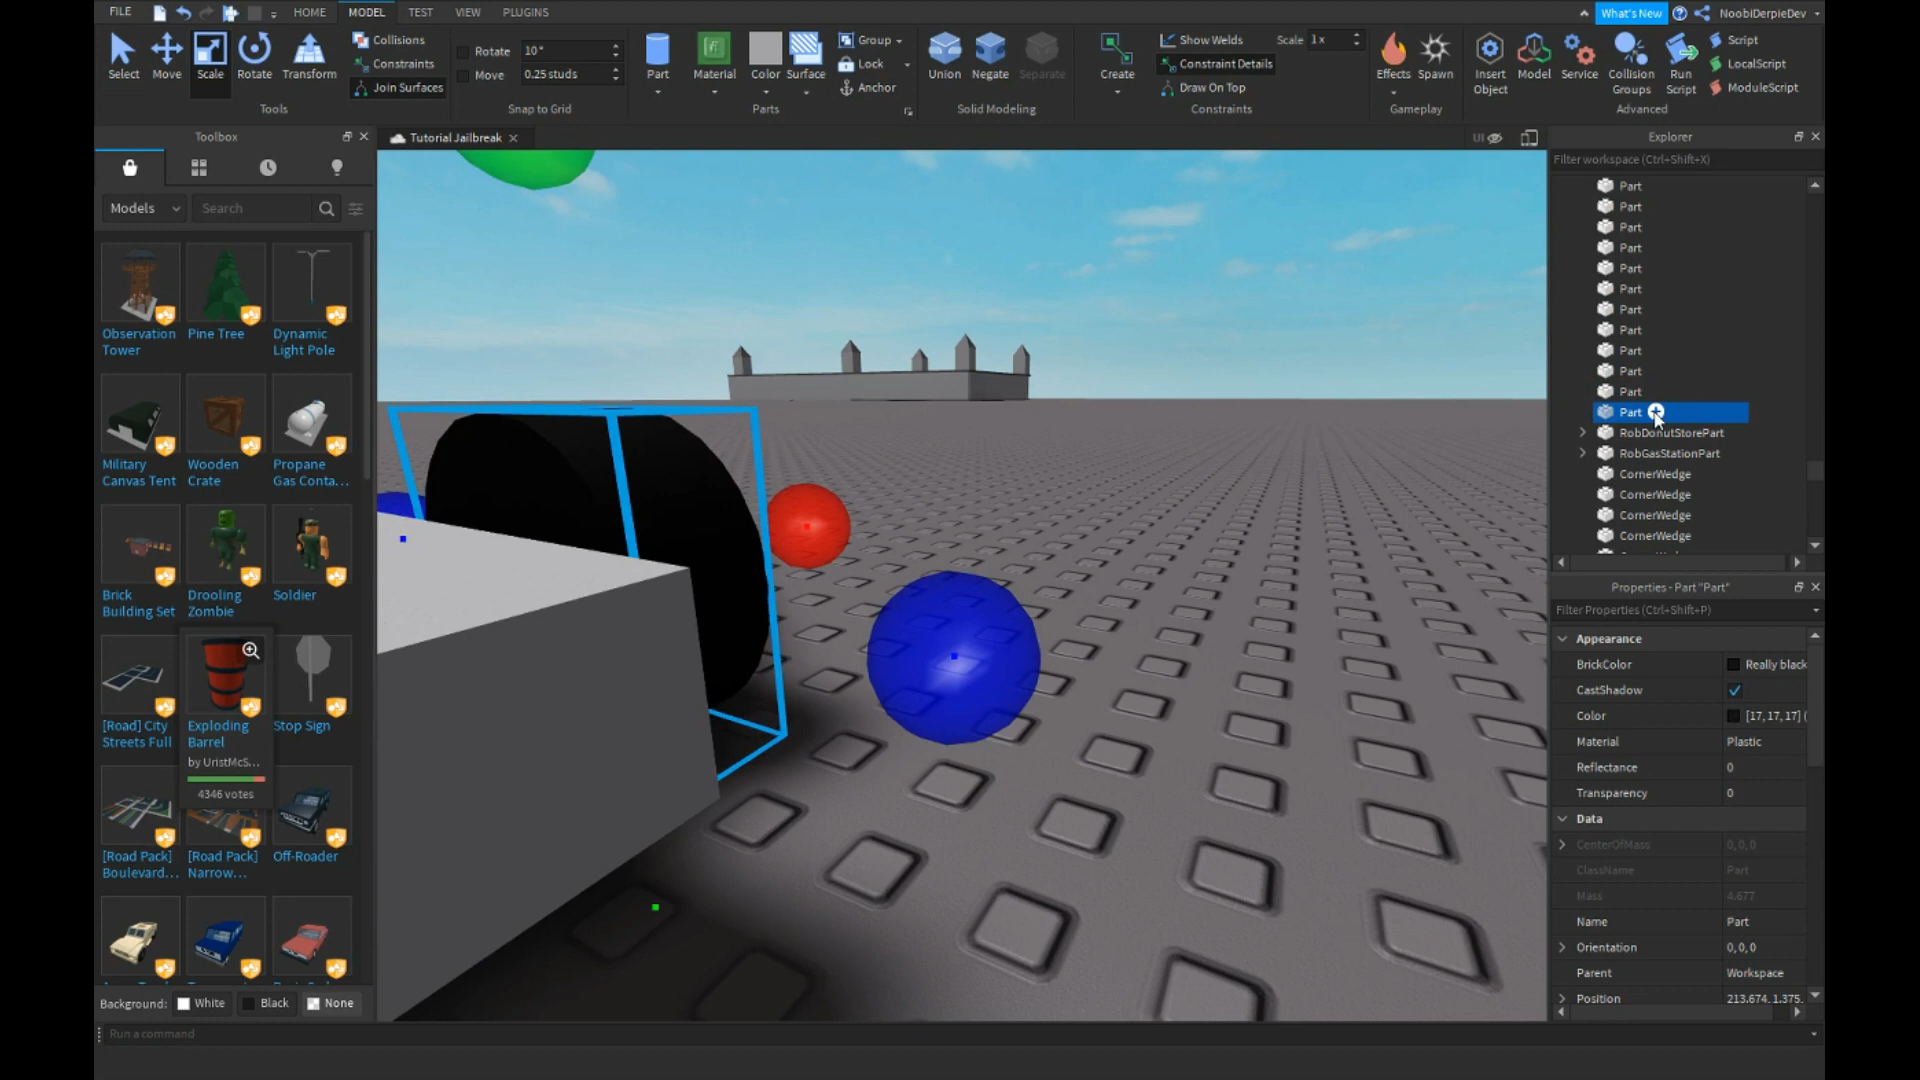 FILE HOME MODEL TEST VIEW PLUGINS What's New NoobiDerpieDev
Select Move Scale Rotate Transform
Collisions
Constraints
Join Surfaces
Tools
Rotate 10°
Move 0.25 studs
Snap to Grid
Part Material Color Surface
Group
Lock
Anchor
Parts
Union Negate Separate
Solid Modeling
Create
Show Welds Scale 1 x
Constraint Details
Draw On Top
Constraints
Effects Spawn
Gameplay
Insert Object Model Service Collision Groups Run Script
Script
LocalScript
ModuleScript
Advanced
Toolbox
Models Search
Observation Tower
Pine Tree
Dynamic Light Pole
Military Canvas Tent
Wooden Crate
Propane Gas Conta...
Brick Building Set
Drooling Zombie
Soldier
[Road] City Streets Full
Exploding Barrel
by UristMcS...
4346 votes
Stop Sign
[Road Pack] Boulevard...
[Road Pack] Narrow...
Off-Roader
Background: White Black None
Run a command
Tutorial Jailbreak
UI
Explorer
Filter workspace (Ctrl+Shift+X)
Part
Part
Part
Part
Part
Part
Part
Part
Part
Part
Part
Part
RobDonutStorePart
RobGasStationPart
CornerWedge
CornerWedge
CornerWedge
CornerWedge
Properties - Part "Part"
Filter Properties (Ctrl+Shift+P)
Appearance
BrickColor Really black
CastShadow
Color [17, 17, 17] (
Material Plastic
Reflectance 0
Transparency 0
Data
CenterOfMass 0, 0, 0
ClassName Part
Mass 4.677
Name Part
Orientation 0, 0, 0
Parent Workspace
Position 213.674, 1.375,